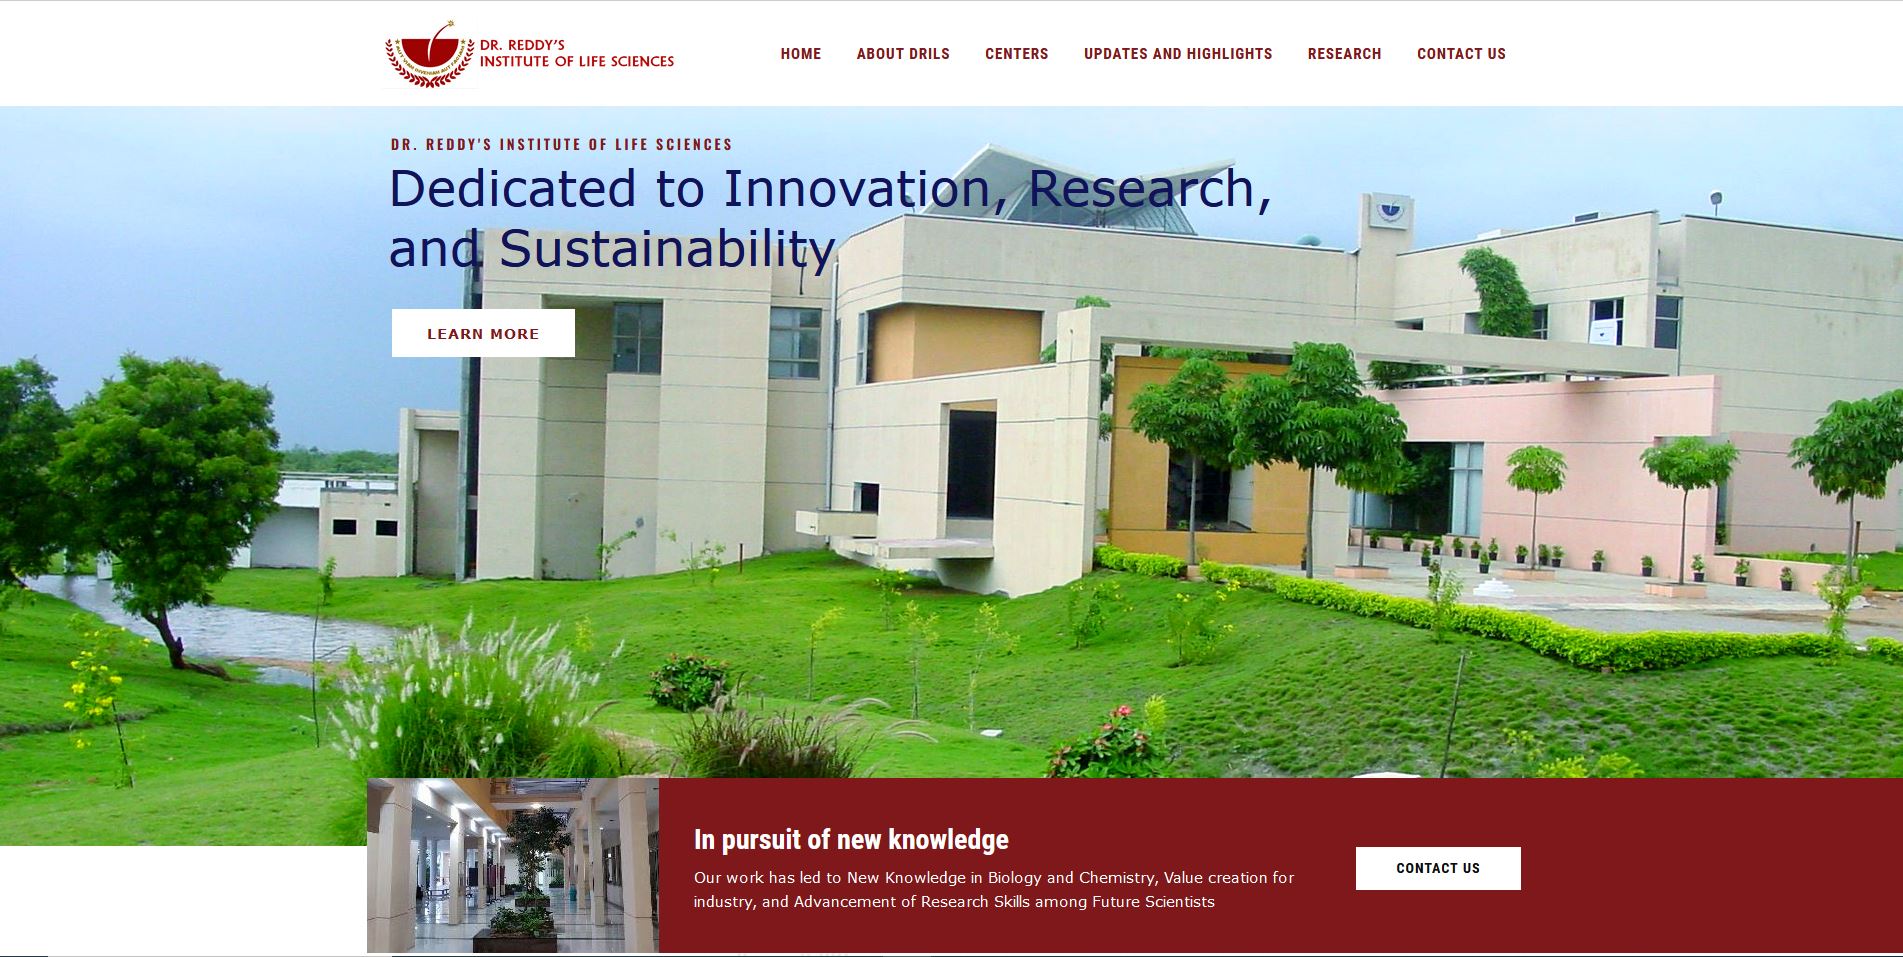 DR. REDDY'S
INSTITUTE OF LIFE SCIENCES
HOME
ABOUT DRILS
CENTERS
UPDATES AND HIGHLIGHTS
RESEARCH
CONTACT US
DR. REDDY'S INSTITUTE OF LIFE SCIENCES
Dedicated to Innovation, Research,
and Sustainability
LEARN MORE
In pursuit of new knowledge
Our work has led to New Knowledge in Biology and Chemistry, Value creation for
industry, and Advancement of Research Skills among Future Scientists
CONTACT US